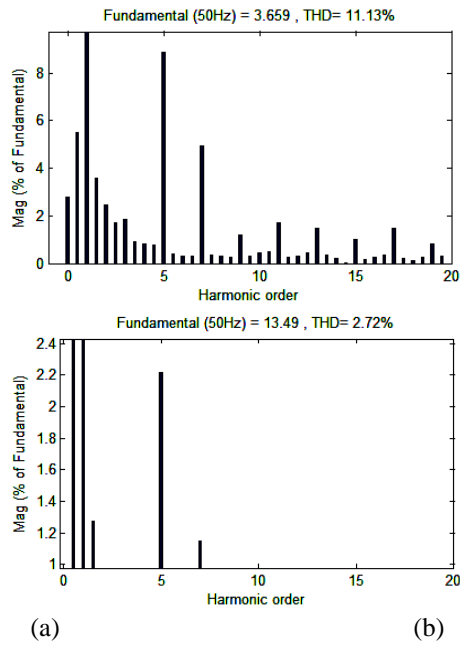 Fundamental (50Hz) = 3.659 , THD= 11.13%
Mag (% of Fundamental)
8
6
4
2
0
0 5 10 15 20
Harmonic order
Fundamental (50Hz) = 13.49 , THD= 2.72%
Mag (% of Fundamental)
2.4
2.2
2
1.8
1.6
1.4
1.2
1
0 5 10 15 20
Harmonic order
(a) (b)